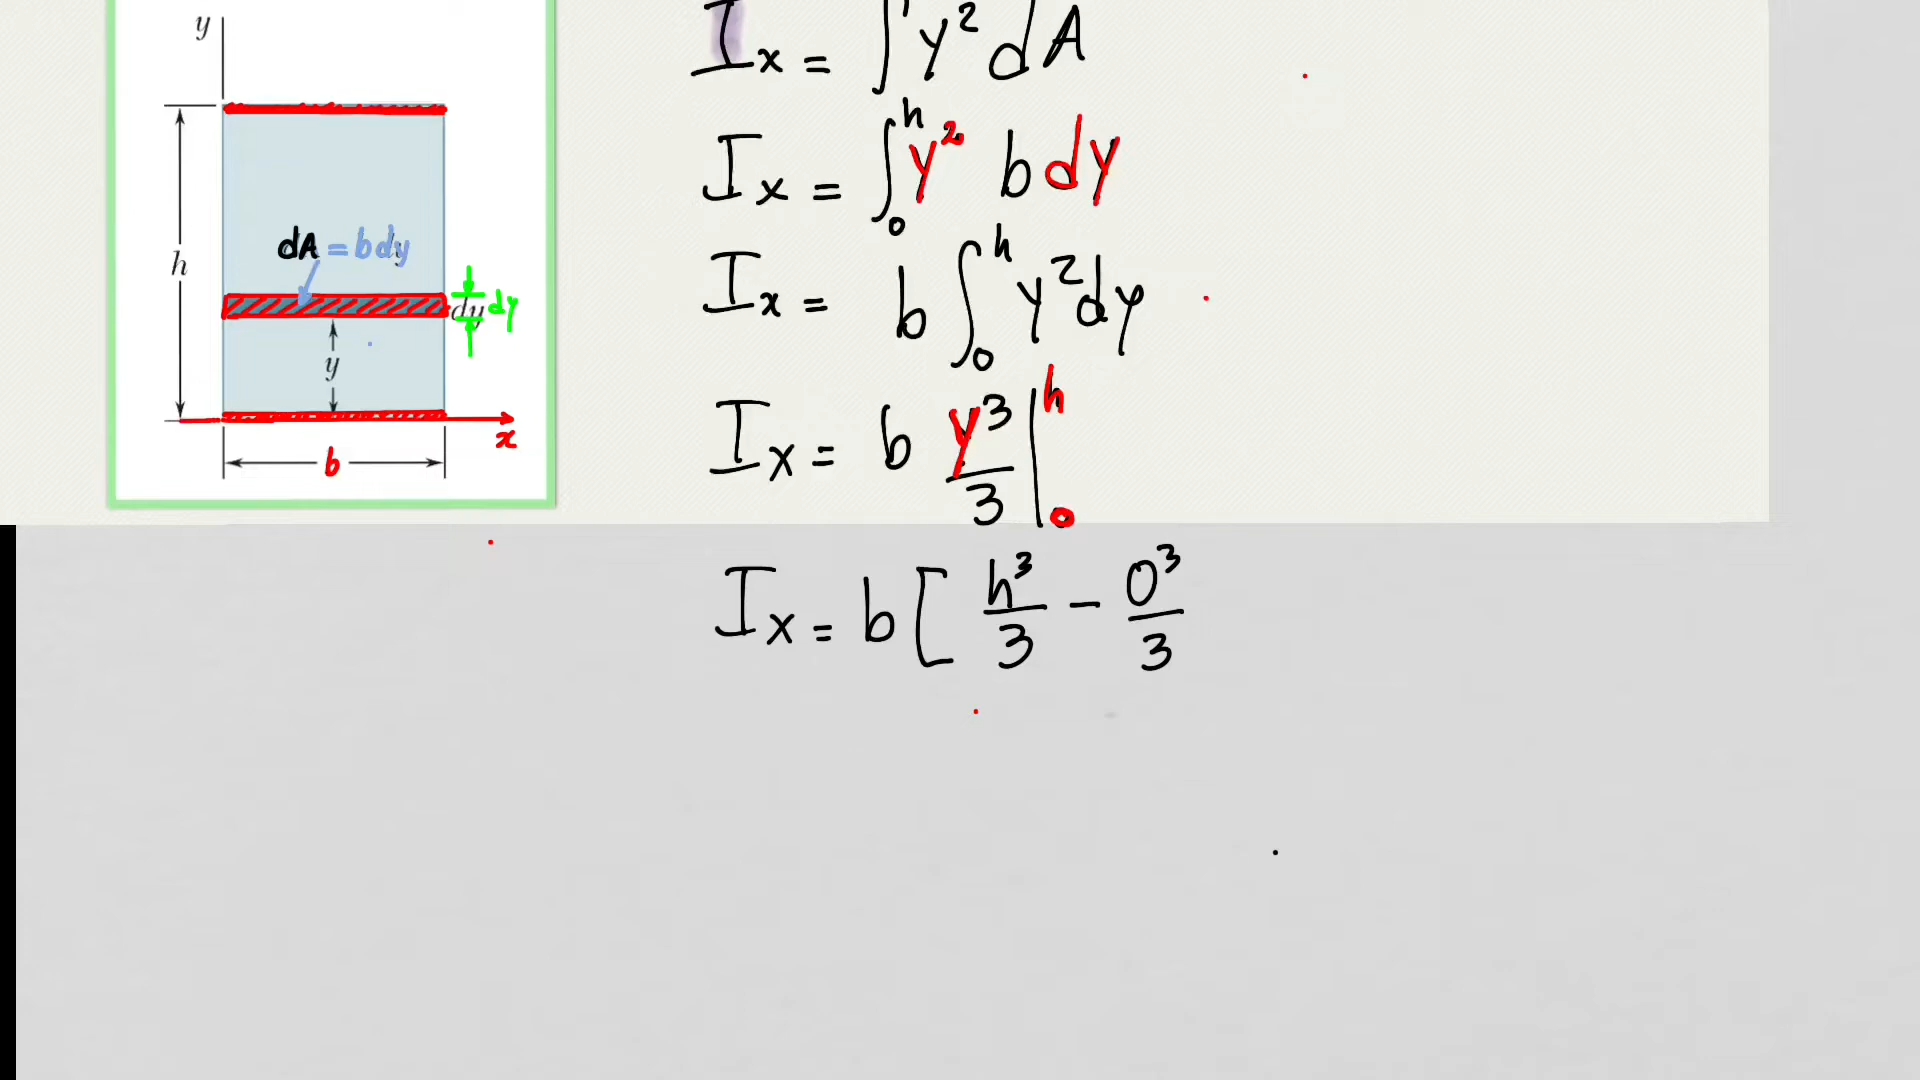 y
h
dA = b dy
dy dy
y
x
b
Ix = ∫ y² dA
Ix = ∫₀ʰ y² b dy
Ix = b ∫₀ʰ y² dy
Ix = b y³/3 |₀ʰ
Ix = b [ h³/3 - 0³/3